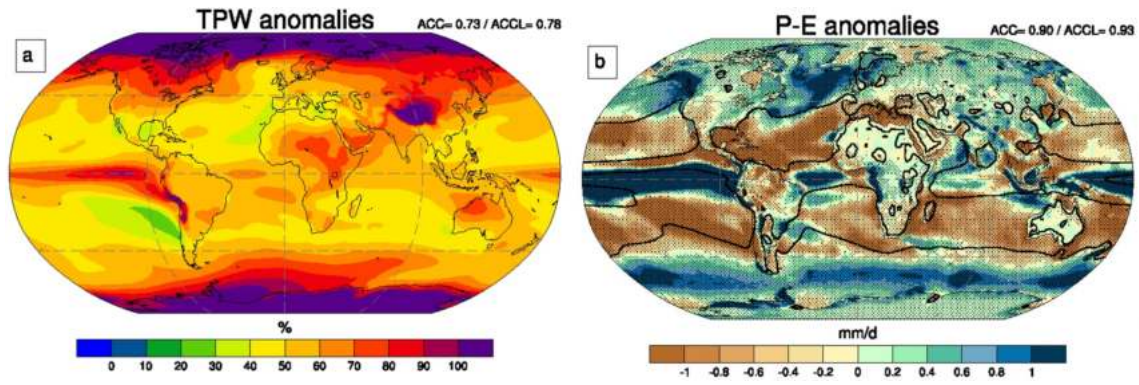 TPW anomalies
ACC= 0.73 / ACCL= 0.78
a
%
0 10 20 30 40 50 60 70 80 90 100
P-E anomalies
ACC= 0.90 / ACCL= 0.93
b
mm/d
-1 -0.8 -0.6 -0.4 -0.2 0 0.2 0.4 0.6 0.8 1